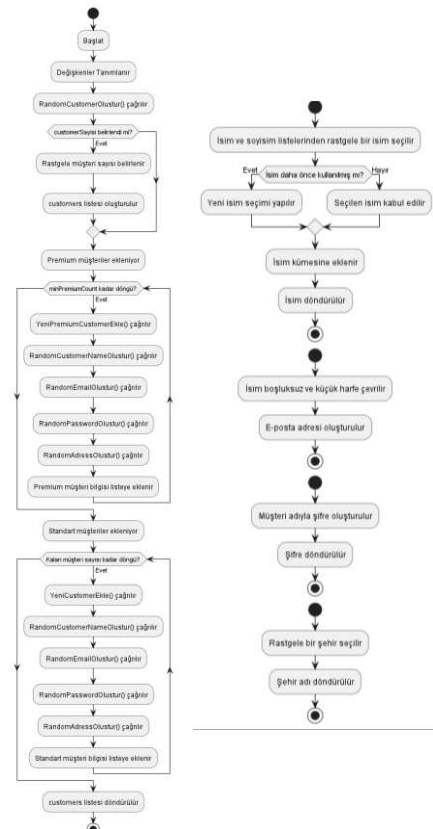 Başlat
Değişkenler Tanımlanır
RandomCustomerOlustur() çağrılır
customerSayisi belirlendi mi?
Evet
Rastgele müşteri sayısı belirlenir
customers listesi oluşturulur
Premium müşteriler ekleniyor
minPremiumCount kadar döngü?
Evet
YeniPremiumCustomerEkle() çağrılır
RandomCustomerNameOlustur() çağrılır
RandomEmailOlustur() çağrılır
RandomPasswordOlustur() çağrılır
RandomAdressOlustur() çağrılır
Premium müşteri bilgisi listeye eklenir
Standart müşteriler ekleniyor
Kalan müşteri sayısı kadar döngü?
Evet
YeniCustomerEkle() çağrılır
RandomCustomerNameOlustur() çağrılır
RandomEmailOlustur() çağrılır
RandomPasswordOlustur() çağrılır
RandomAdressOlustur() çağrılır
Standart müşteri bilgisi listeye eklenir
customers listesi döndürülür
İsim ve soyisim listelerinden rastgele bir isim seçilir
Evet
İsim daha önce kullanılmış mı?
Hayır
Yeni isim seçimi yapılır
Seçilen isim kabul edilir
İsim kümesine eklenir
İsim döndürülür
İsim boşluksuz ve küçük harfe çevrilir
E-posta adresi oluşturulur
Müşteri adıyla şifre oluşturulur
Şifre döndürülür
Rastgele bir şehir seçilir
Şehir adı döndürülür